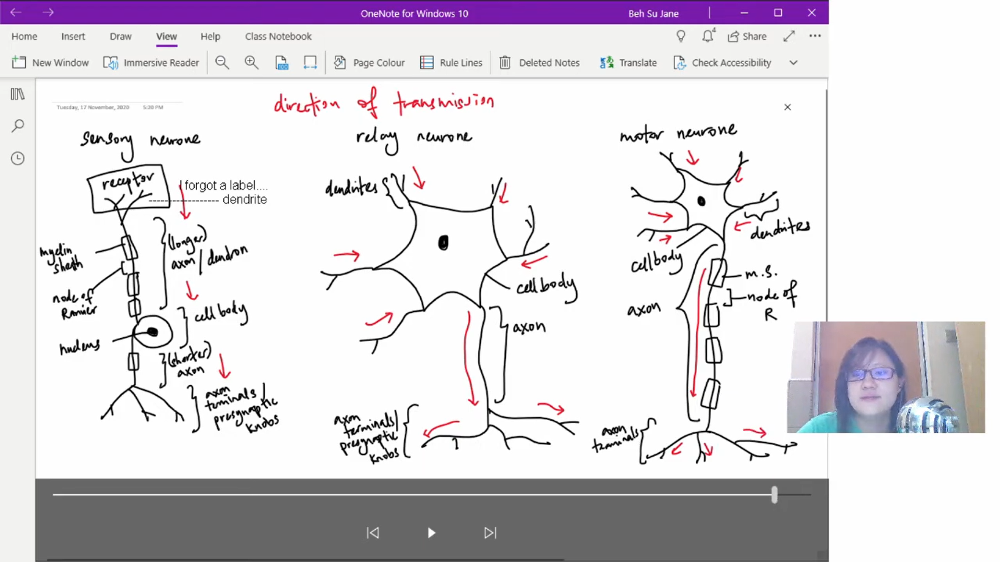 OneNote for Windows 10
Beh Su Jane
Home Insert Draw View Help Class Notebook
4
Share
New Window Immersive Reader
100
Page Colour Rule Lines Deleted Notes Translate Check Accessibility
direction of transmission
Tuesday, 17 November, 2020 5:20 PM
sensory neurone
receptor
I forgot a label....
dendrite
myelin
sheath
(longer)
axon / dendron
node of
Ranvier
cell body
nucleus
(shorter)
axon
axon
terminals/
presynaptic
knobs
relay neurone
dendrites
cell body
axon
axon
terminals/
presynaptic
knobs
motor neurone
dendrites
cell body
m.s.
node of
R
axon
axon
terminals